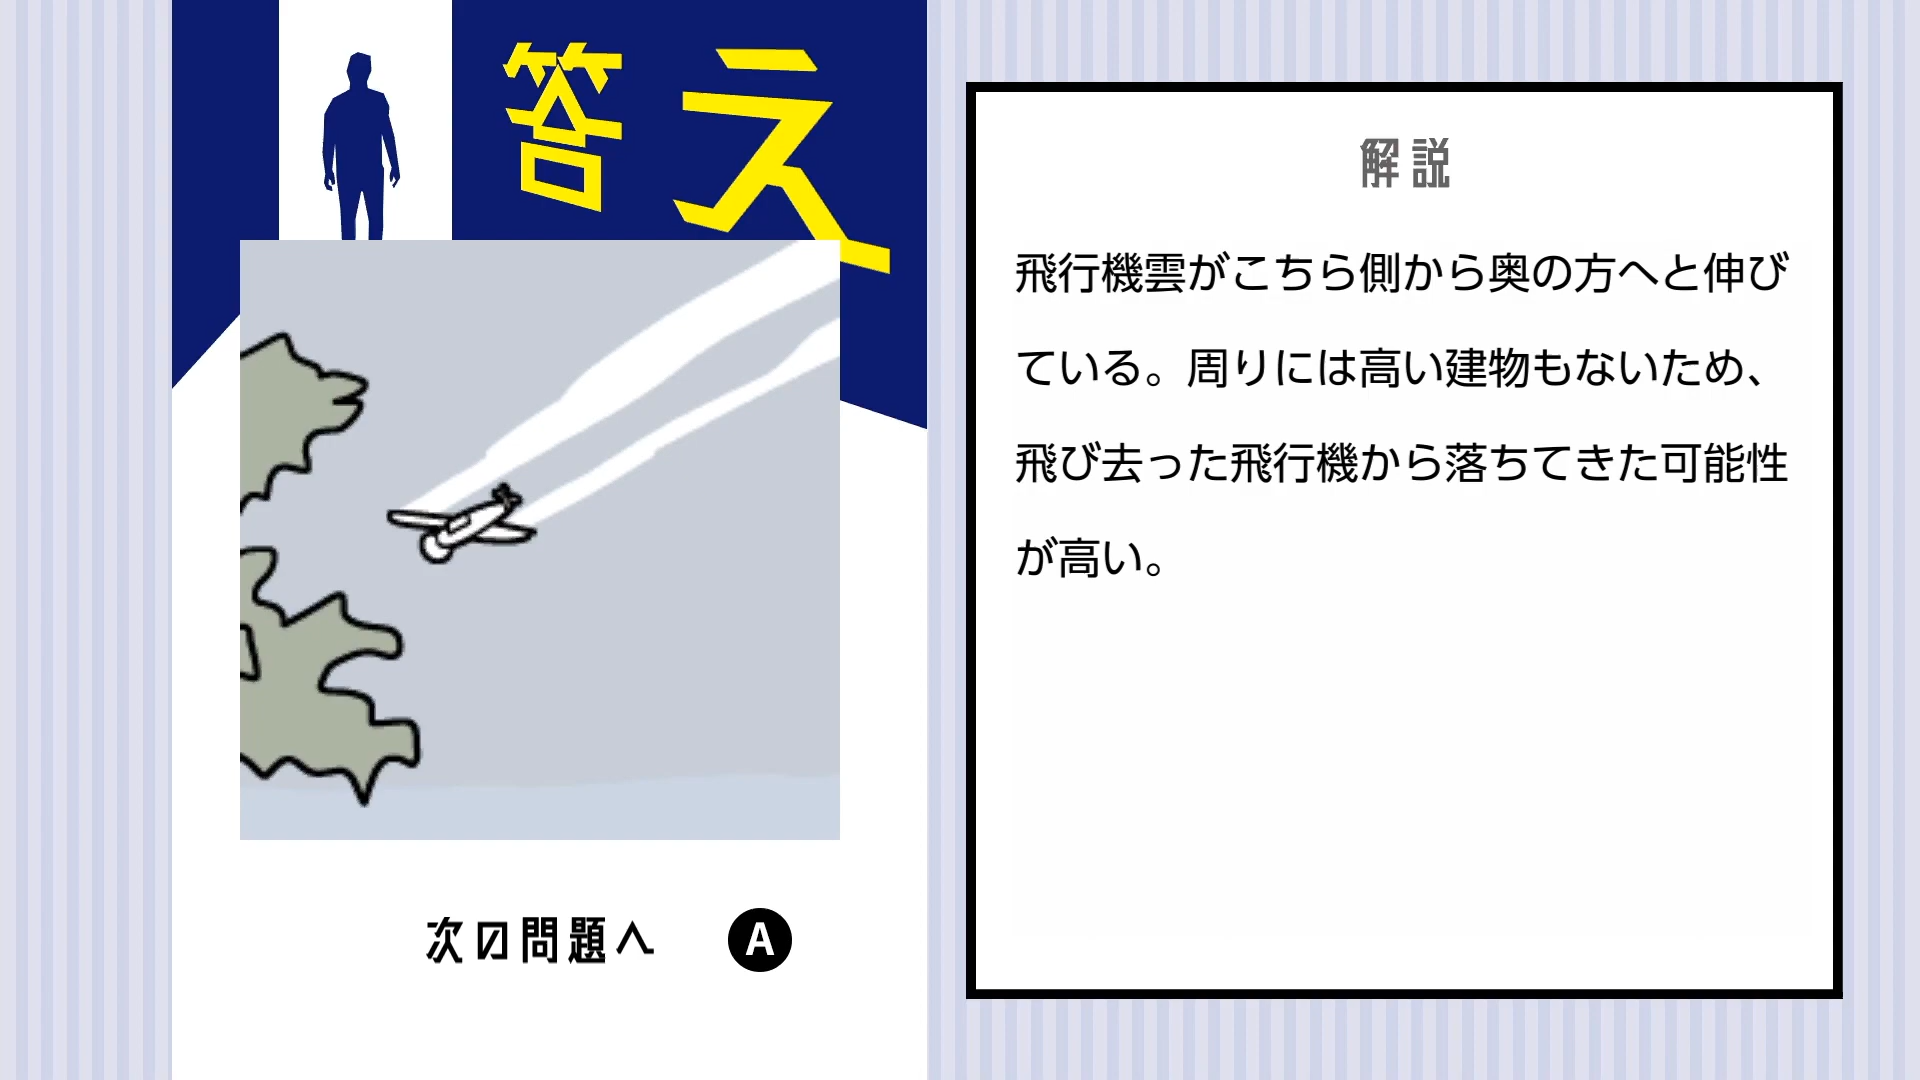 答え
次の問題へ A
解説
飛行機雲がこちら側から奥の方へと伸び
ている。周りには高い建物もないため、
飛び去った飛行機から落ちてきた可能性
が高い。